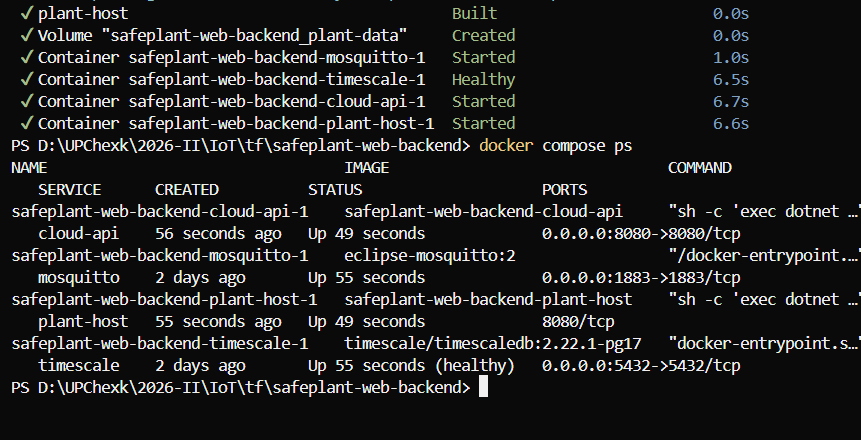 ✓ plant-host Built 0.0s
✓ Volume "safeplant-web-backend_plant-data" Created 0.0s
✓ Container safeplant-web-backend-mosquitto-1 Started 1.0s
✓ Container safeplant-web-backend-timescale-1 Healthy 6.5s
✓ Container safeplant-web-backend-cloud-api-1 Started 6.7s
✓ Container safeplant-web-backend-plant-host-1 Started 6.6s
PS D:\UPChexk\2026-II\IoT\tf\safeplant-web-backend> docker compose ps
NAME IMAGE COMMAND
SERVICE CREATED STATUS PORTS
safeplant-web-backend-cloud-api-1 safeplant-web-backend-cloud-api "sh -c 'exec dotnet …"
cloud-api 56 seconds ago Up 49 seconds 0.0.0.0:8080->8080/tcp
safeplant-web-backend-mosquitto-1 eclipse-mosquitto:2 "/docker-entrypoint.…"
mosquitto 2 days ago Up 55 seconds 0.0.0.0:1883->1883/tcp
safeplant-web-backend-plant-host-1 safeplant-web-backend-plant-host "sh -c 'exec dotnet …"
plant-host 55 seconds ago Up 49 seconds 8080/tcp
safeplant-web-backend-timescale-1 timescale/timescaledb:2.22.1-pg17 "docker-entrypoint.s…"
timescale 2 days ago Up 55 seconds (healthy) 0.0.0.0:5432->5432/tcp
PS D:\UPChexk\2026-II\IoT\tf\safeplant-web-backend>